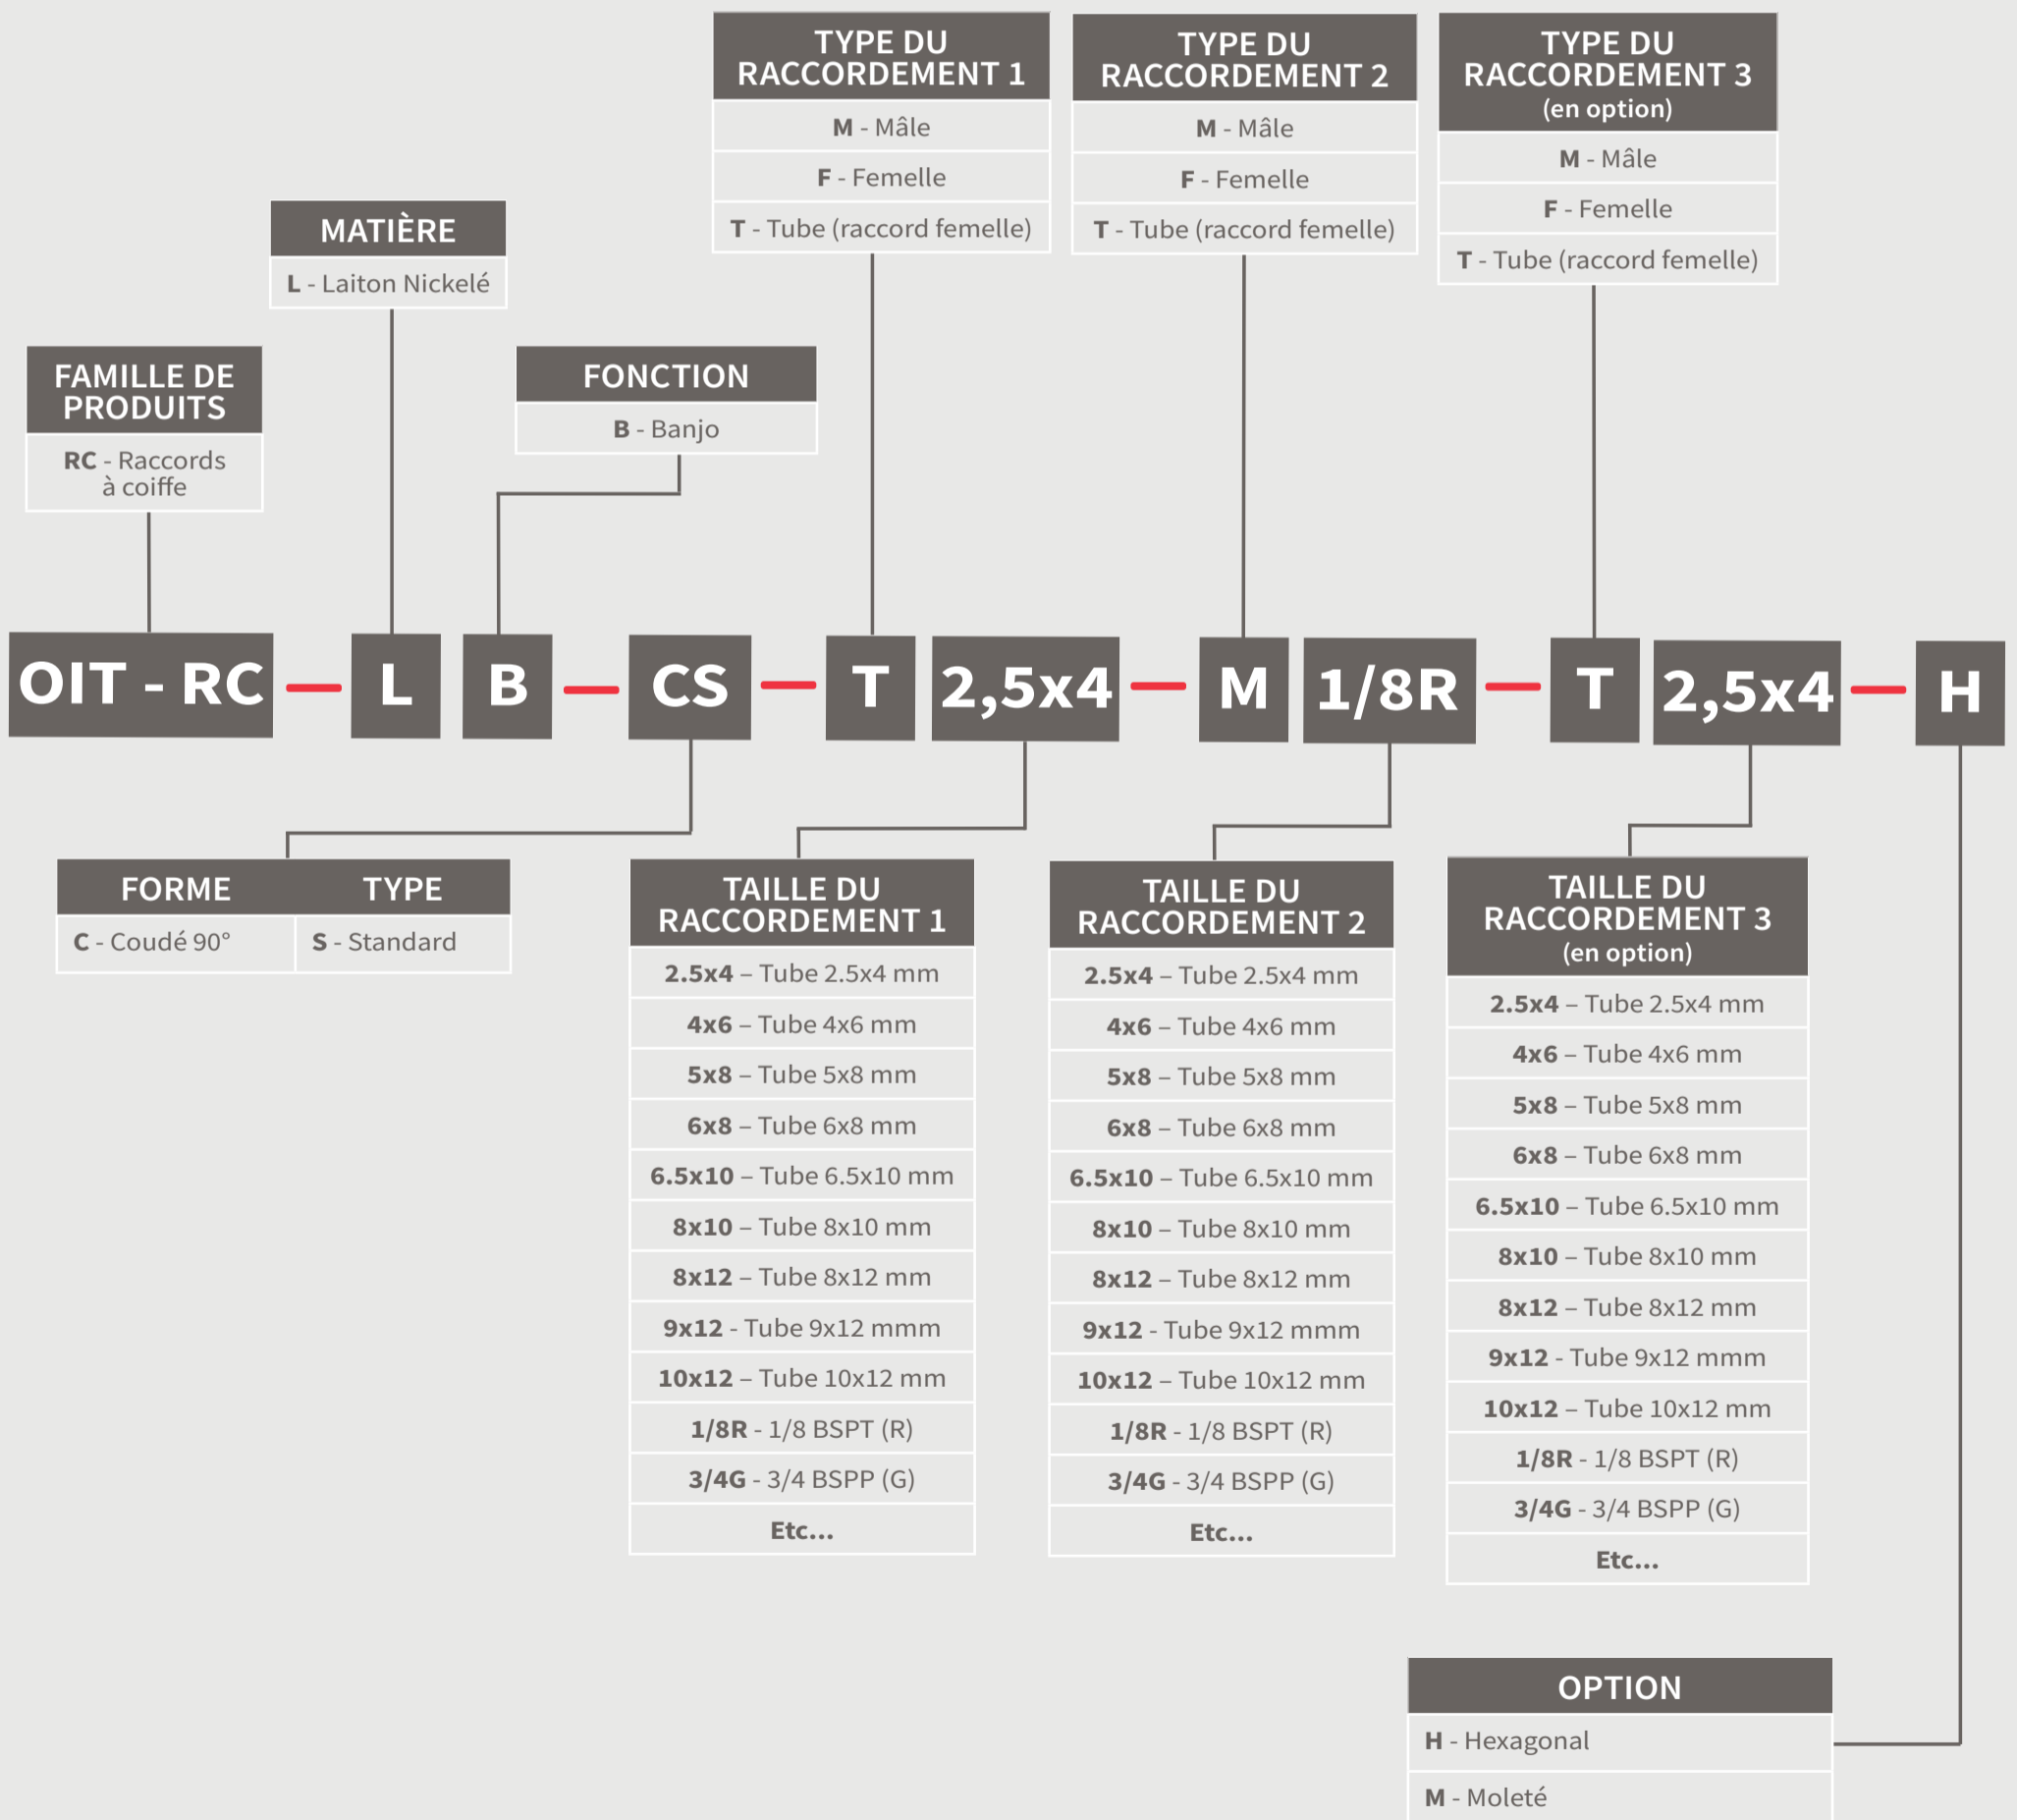 TYPE DU
RACCORDEMENT 1
M - Mâle
F - Femelle
T - Tube (raccord femelle)
TYPE DU
RACCORDEMENT 2
M - Mâle
F - Femelle
T - Tube (raccord femelle)
TYPE DU
RACCORDEMENT 3
(en option)
M - Mâle
F - Femelle
T - Tube (raccord femelle)
MATIÈRE
L - Laiton Nickelé
FAMILLE DE
PRODUITS
RC - Raccords
à coiffe
FONCTION
B - Banjo
OIT - RC — L B — CS — T 2,5x4 — M 1/8R — T 2,5x4 — H
FORME TYPE
C - Coudé 90° S - Standard
TAILLE DU
RACCORDEMENT 1
2.5x4 – Tube 2.5x4 mm
4x6 – Tube 4x6 mm
5x8 – Tube 5x8 mm
6x8 – Tube 6x8 mm
6.5x10 – Tube 6.5x10 mm
8x10 – Tube 8x10 mm
8x12 – Tube 8x12 mm
9x12 - Tube 9x12 mmm
10x12 – Tube 10x12 mm
1/8R - 1/8 BSPT (R)
3/4G - 3/4 BSPP (G)
Etc...
TAILLE DU
RACCORDEMENT 2
2.5x4 – Tube 2.5x4 mm
4x6 – Tube 4x6 mm
5x8 – Tube 5x8 mm
6x8 – Tube 6x8 mm
6.5x10 – Tube 6.5x10 mm
8x10 – Tube 8x10 mm
8x12 – Tube 8x12 mm
9x12 - Tube 9x12 mmm
10x12 – Tube 10x12 mm
1/8R - 1/8 BSPT (R)
3/4G - 3/4 BSPP (G)
Etc...
TAILLE DU
RACCORDEMENT 3
(en option)
2.5x4 – Tube 2.5x4 mm
4x6 – Tube 4x6 mm
5x8 – Tube 5x8 mm
6x8 – Tube 6x8 mm
6.5x10 – Tube 6.5x10 mm
8x10 – Tube 8x10 mm
8x12 – Tube 8x12 mm
9x12 - Tube 9x12 mmm
10x12 – Tube 10x12 mm
1/8R - 1/8 BSPT (R)
3/4G - 3/4 BSPP (G)
Etc...
OPTION
H - Hexagonal
M - Moleté